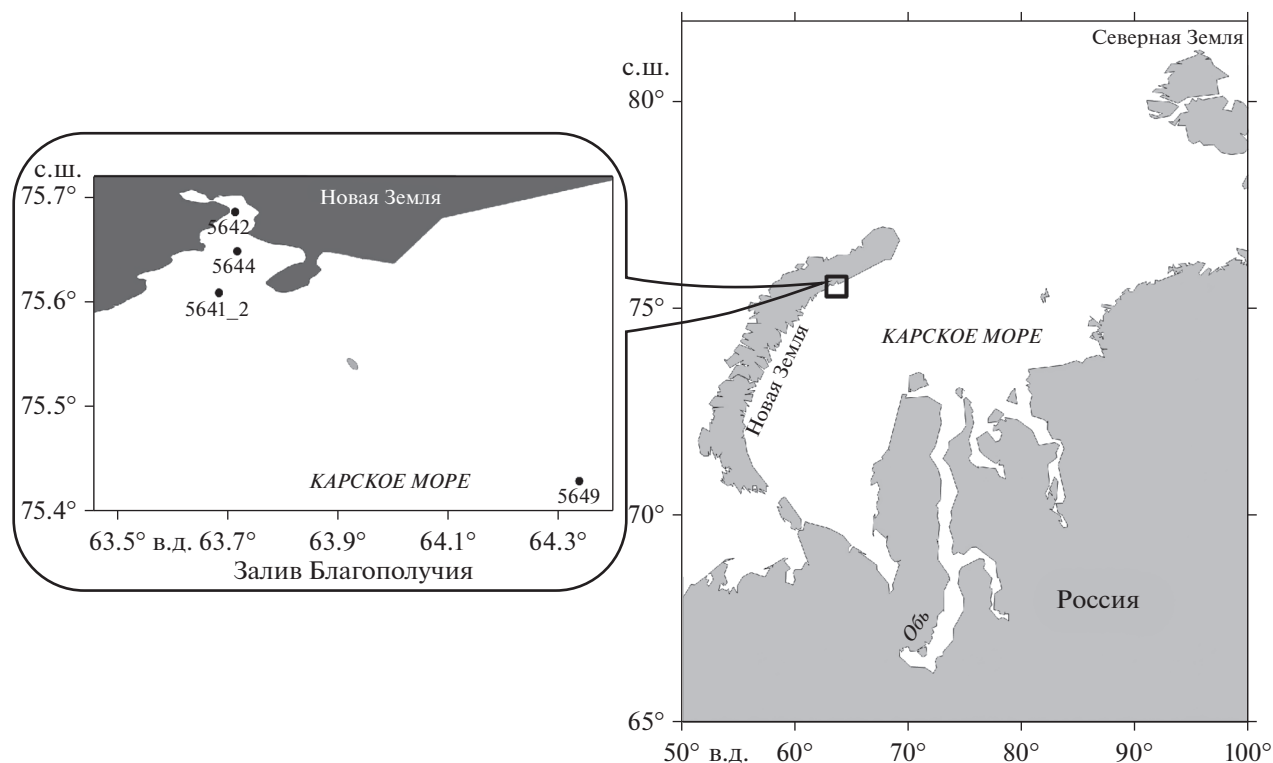 с.ш.
75.7°
75.6°
75.5°
75.4°
Новая Земля
5642
5644
5641_2
КАРСКОЕ МОРЕ
5649
63.5° в.д. 63.7° 63.9° 64.1° 64.3°
Залив Благополучия
с.ш.
80°
75°
70°
65°
Северная Земля
КАРСКОЕ МОРЕ
Новая Земля
Обь
Россия
50° в.д. 60° 70° 80° 90° 100°